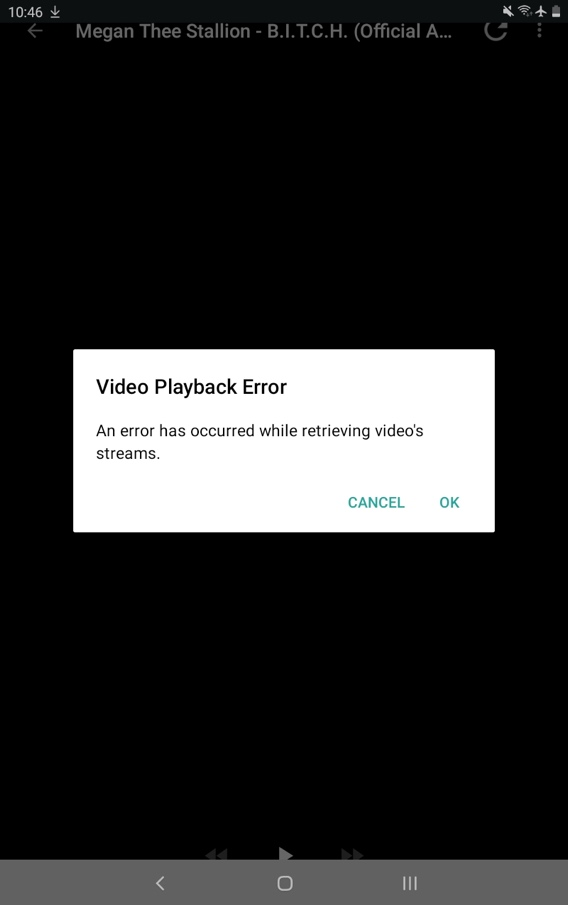 10:46
Megan Thee Stallion - B.I.T.C.H. (Official A...
Video Playback Error
An error has occurred while retrieving video's
streams.
CANCEL OK